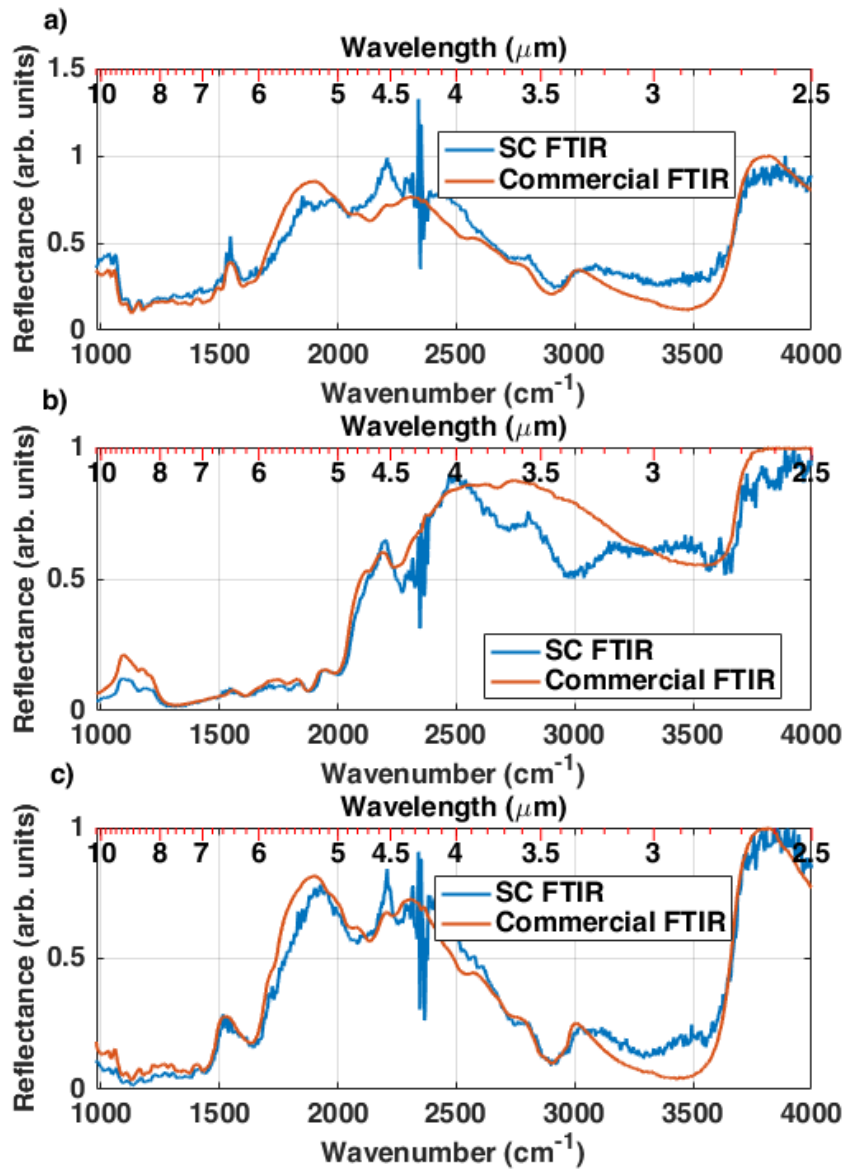 a)
Wavelength (μm)
1.5
10 8 7 6 5 4.5 4 3.5 3 2.5
Reflectance (arb. units)
1
0.5
0
SC FTIR
Commercial FTIR
1000 1500 2000 2500 3000 3500 4000
Wavenumber (cm⁻¹)
b)
Wavelength (μm)
1
10 8 7 6 5 4.5 4 3.5 3 2.5
Reflectance (arb. units)
0.5
0
SC FTIR
Commercial FTIR
1000 1500 2000 2500 3000 3500 4000
Wavenumber (cm⁻¹)
c)
Wavelength (μm)
1
10 8 7 6 5 4.5 4 3.5 3 2.5
Reflectance (arb. units)
0.5
0
SC FTIR
Commercial FTIR
1000 1500 2000 2500 3000 3500 4000
Wavenumber (cm⁻¹)